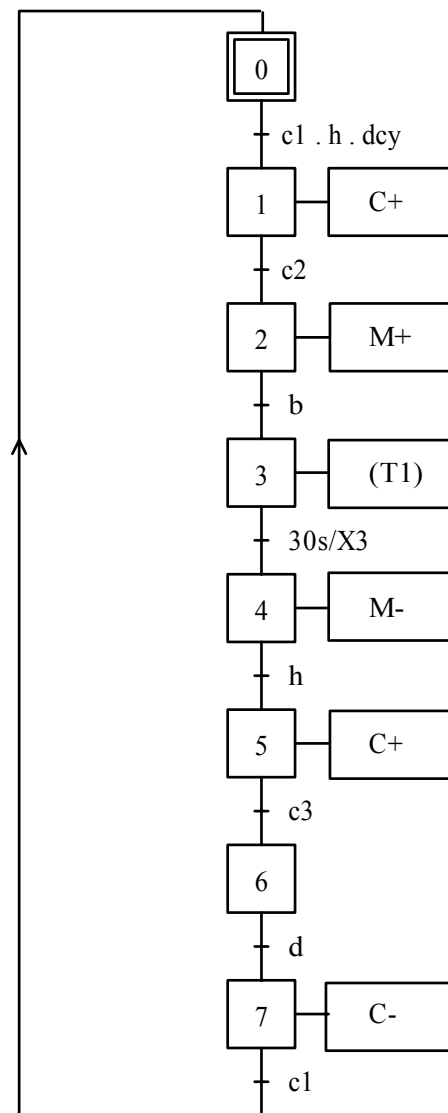 0
c1 . h . dcy
1 C+
c2
2 M+
b
3 (T1)
30s/X3
4 M-
h
5 C+
c3
6
d
7 C-
c1